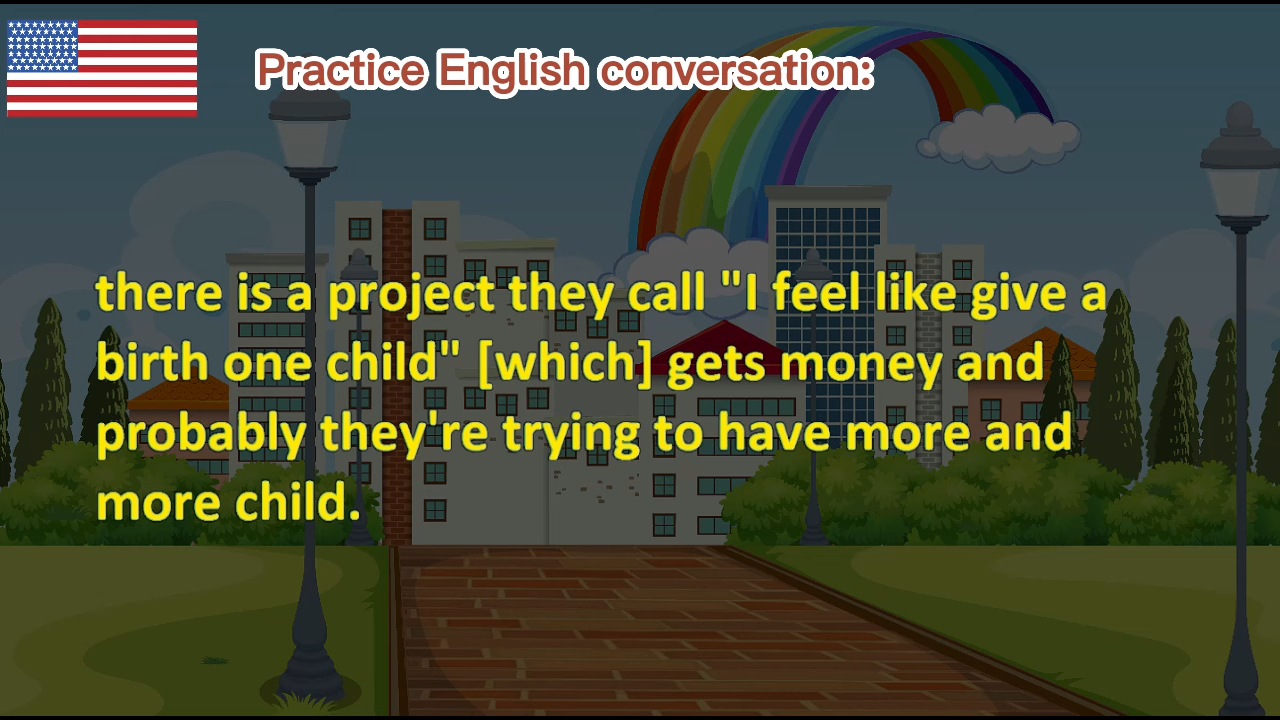 Practice English conversation:
there is a project they call "I feel like give a
birth one child" [which] gets money and
probably they're trying to have more and
more child.